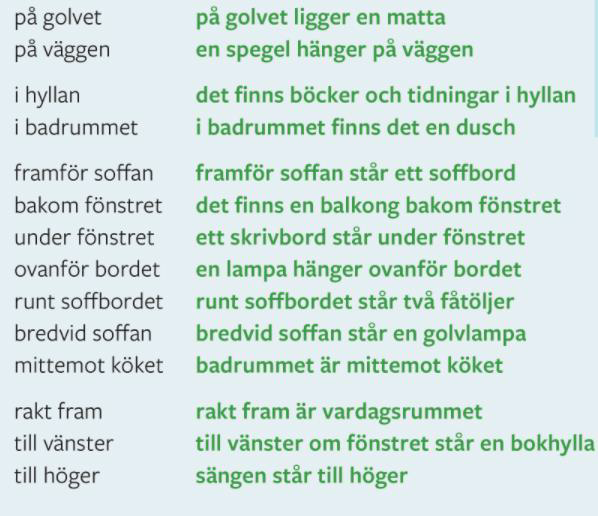 på golvet på golvet ligger en matta
på väggen en spegel hänger på väggen
i hyllan det finns böcker och tidningar i hyllan
i badrummet i badrummet finns det en dusch
framför soffan framför soffan står ett soffbord
bakom fönstret det finns en balkong bakom fönstret
under fönstret ett skrivbord står under fönstret
ovanför bordet en lampa hänger ovanför bordet
runt soffbordet runt soffbordet står två fåtöljer
bredvid soffan bredvid soffan står en golvlampa
mittemot köket badrummet är mittemot köket
rakt fram rakt fram är vardagsrummet
till vänster till vänster om fönstret står en bokhylla
till höger sängen står till höger